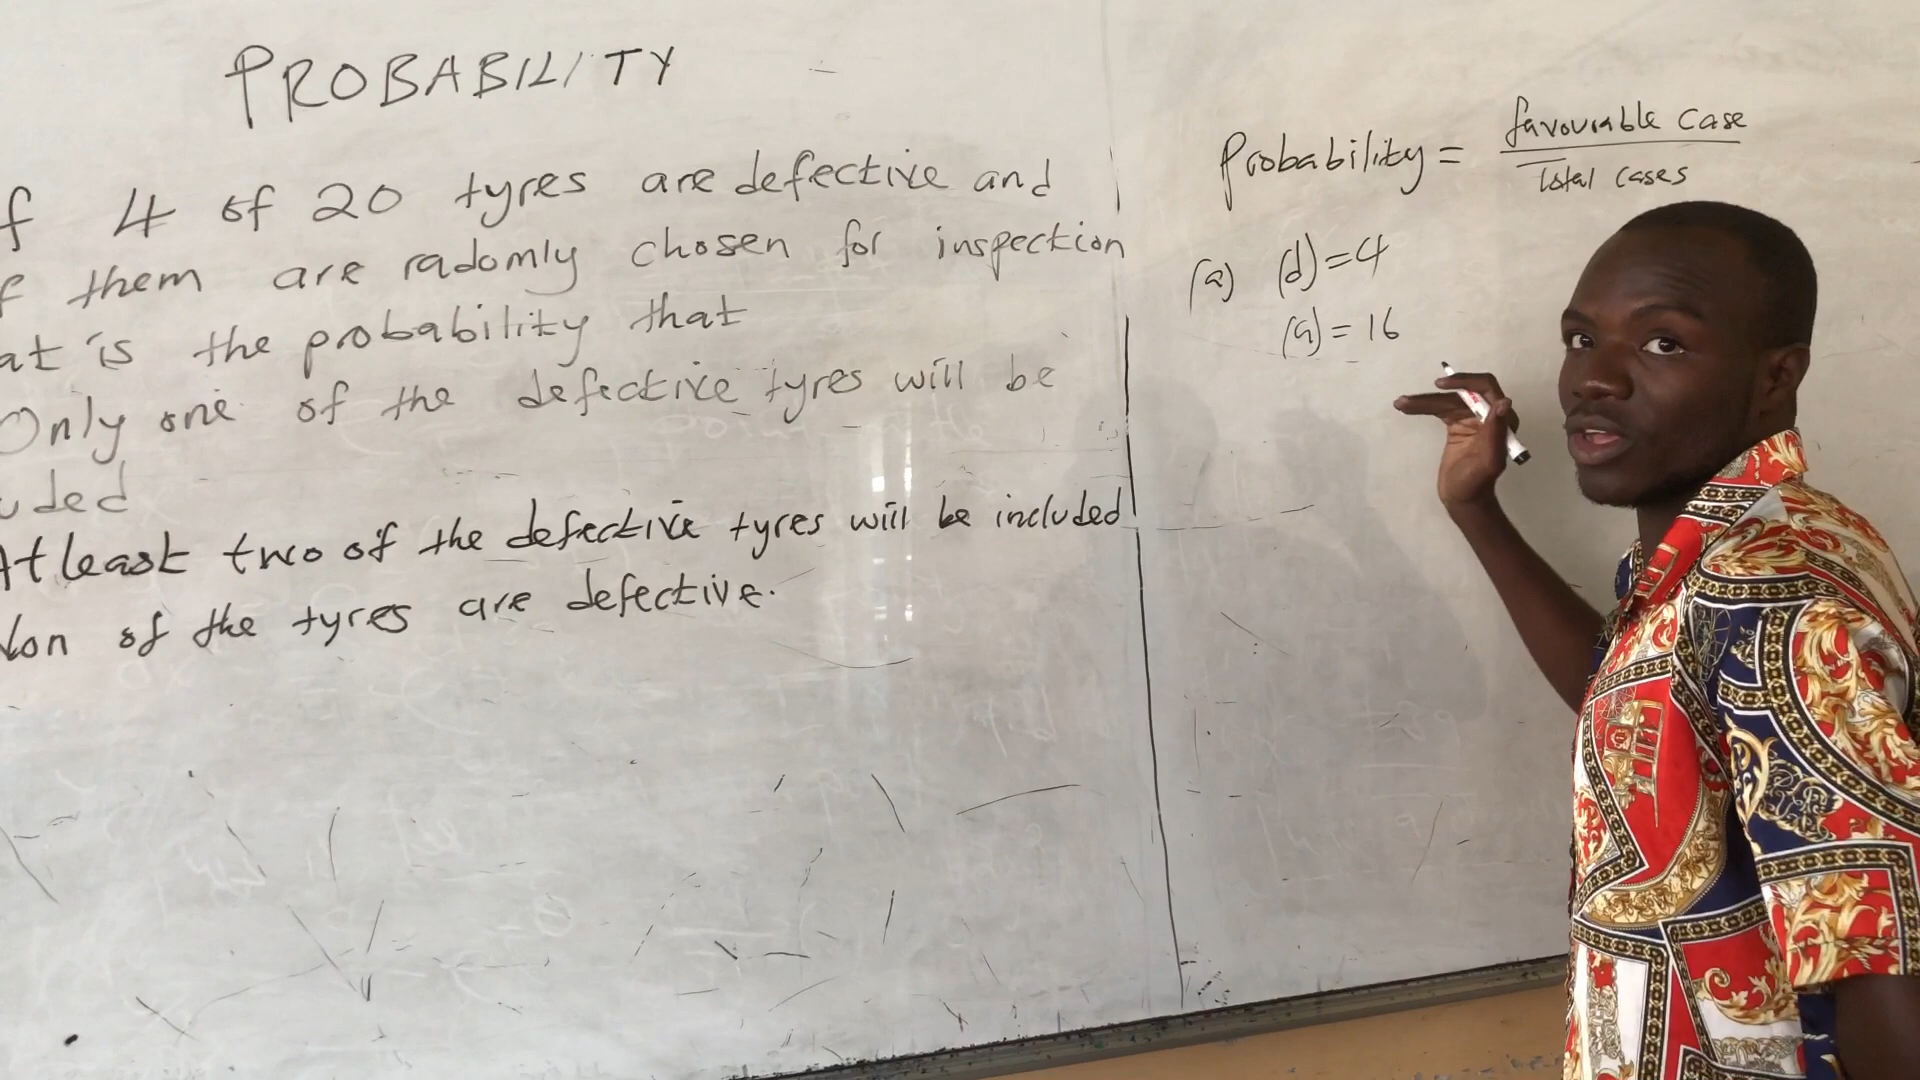 PROBABILITY
f 4 of 20 tyres are defective and
f them are radomly chosen for inspection
at is the probability that
Only one of the defective tyres will be
uded
At least two of the defective tyres will be included
Non of the tyres are defective.
Probability = favourable case
Total cases
(a) (d) = 4
(g) = 16